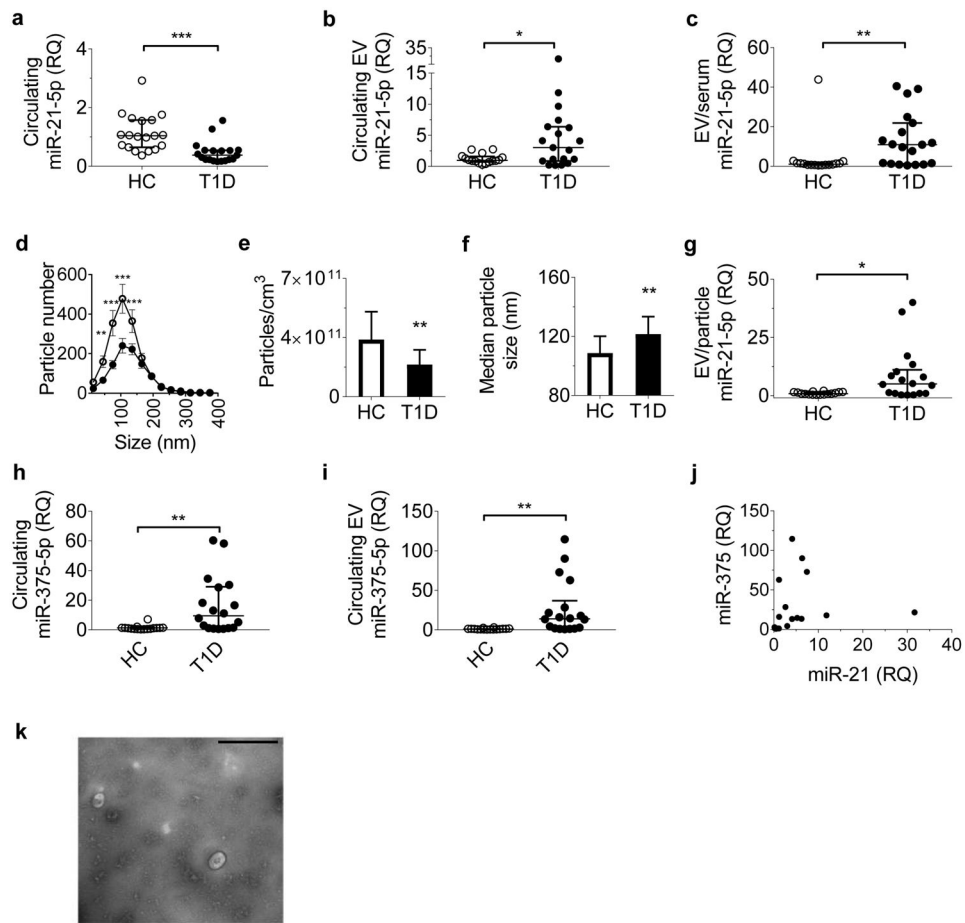 a
Circulating
miR-21-5p (RQ)
4
2
0
***
HC
T1D
b
Circulating EV
miR-21-5p (RQ)
35
15
10
5
0
*
HC
T1D
c
EV/serum
miR-21-5p (RQ)
60
40
20
0
**
HC
T1D
d
Particle number
600
400
200
0
**
***
***
***
0
100
200
300
400
Size (nm)
e
Particles/cm³
7×10¹¹
4×10¹¹
0
**
HC
T1D
f
Median particle
size (nm)
160
120
80
**
HC
T1D
g
EV/particle
miR-21-5p (RQ)
50
25
0
*
HC
T1D
h
Circulating
miR-375-5p (RQ)
80
60
40
20
0
**
HC
T1D
i
Circulating EV
miR-375-5p (RQ)
150
100
50
0
**
HC
T1D
j
miR-375 (RQ)
150
100
50
0
0
10
20
30
40
miR-21 (RQ)
k